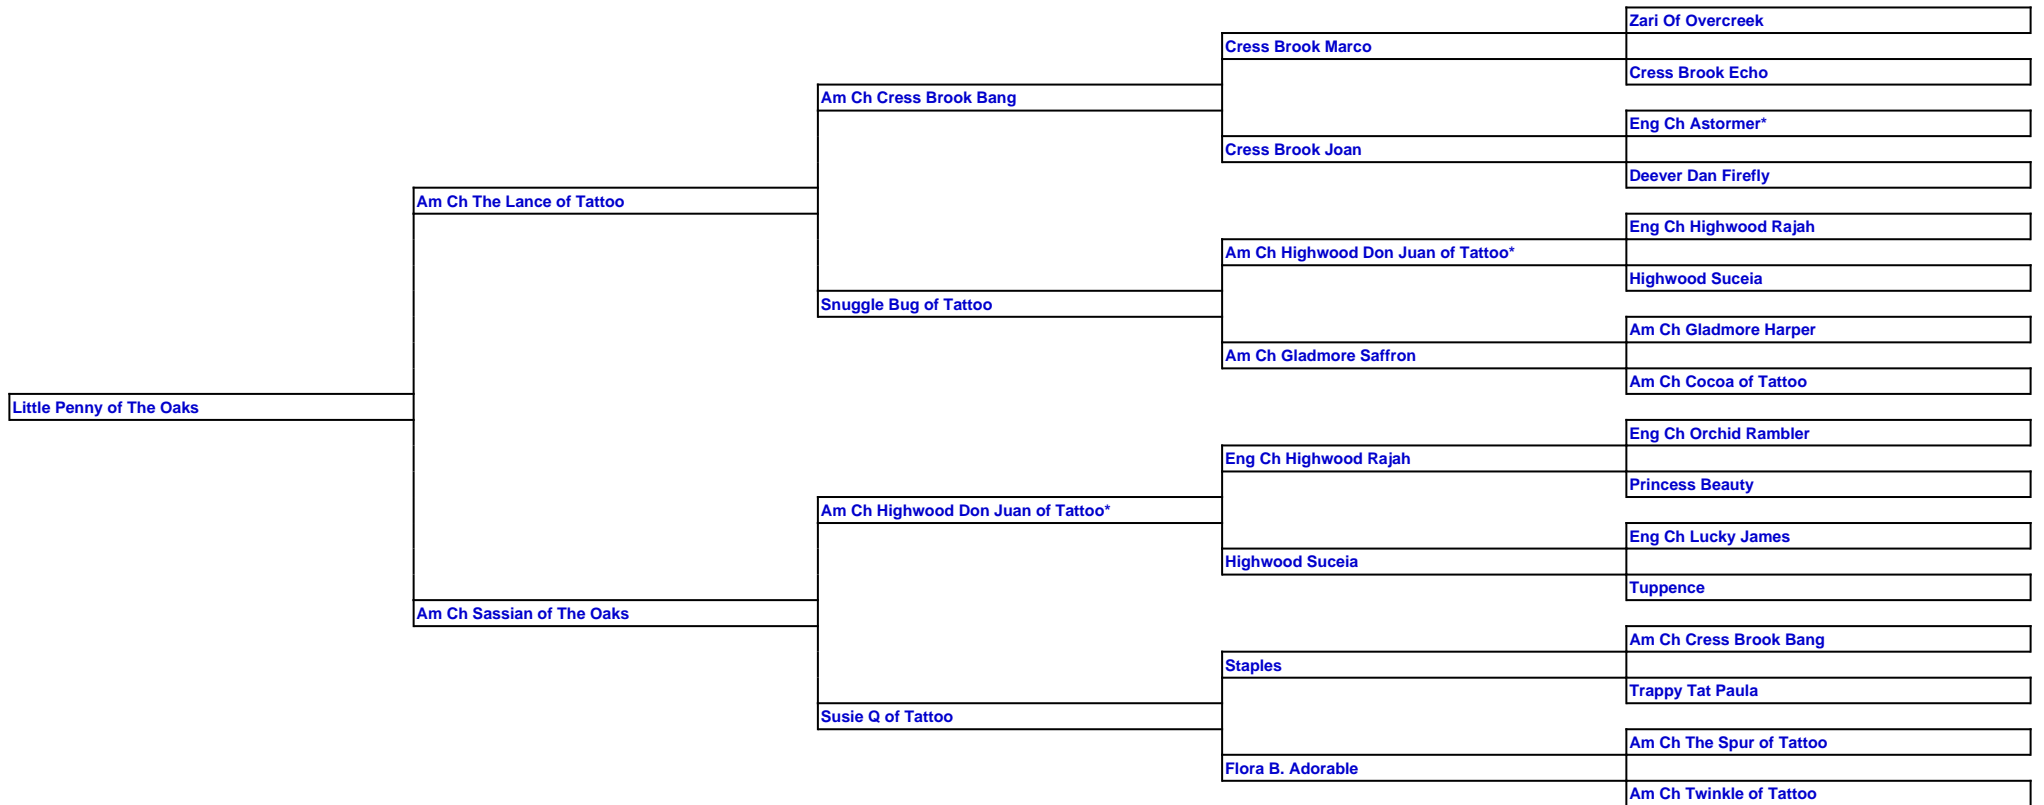 Zari Of Overcreek
Cress Brook Marco
Cress Brook Echo
Am Ch Cress Brook Bang
Eng Ch Astormer*
Cress Brook Joan
Deever Dan Firefly
Am Ch The Lance of Tattoo
Eng Ch Highwood Rajah
Am Ch Highwood Don Juan of Tattoo*
Highwood Suceia
Snuggle Bug of Tattoo
Am Ch Gladmore Harper
Am Ch Gladmore Saffron
Am Ch Cocoa of Tattoo
Little Penny of The Oaks
Eng Ch Orchid Rambler
Eng Ch Highwood Rajah
Princess Beauty
Am Ch Highwood Don Juan of Tattoo*
Eng Ch Lucky James
Highwood Suceia
Tuppence
Am Ch Sassian of The Oaks
Am Ch Cress Brook Bang
Staples
Trappy Tat Paula
Susie Q of Tattoo
Am Ch The Spur of Tattoo
Flora B. Adorable
Am Ch Twinkle of Tattoo